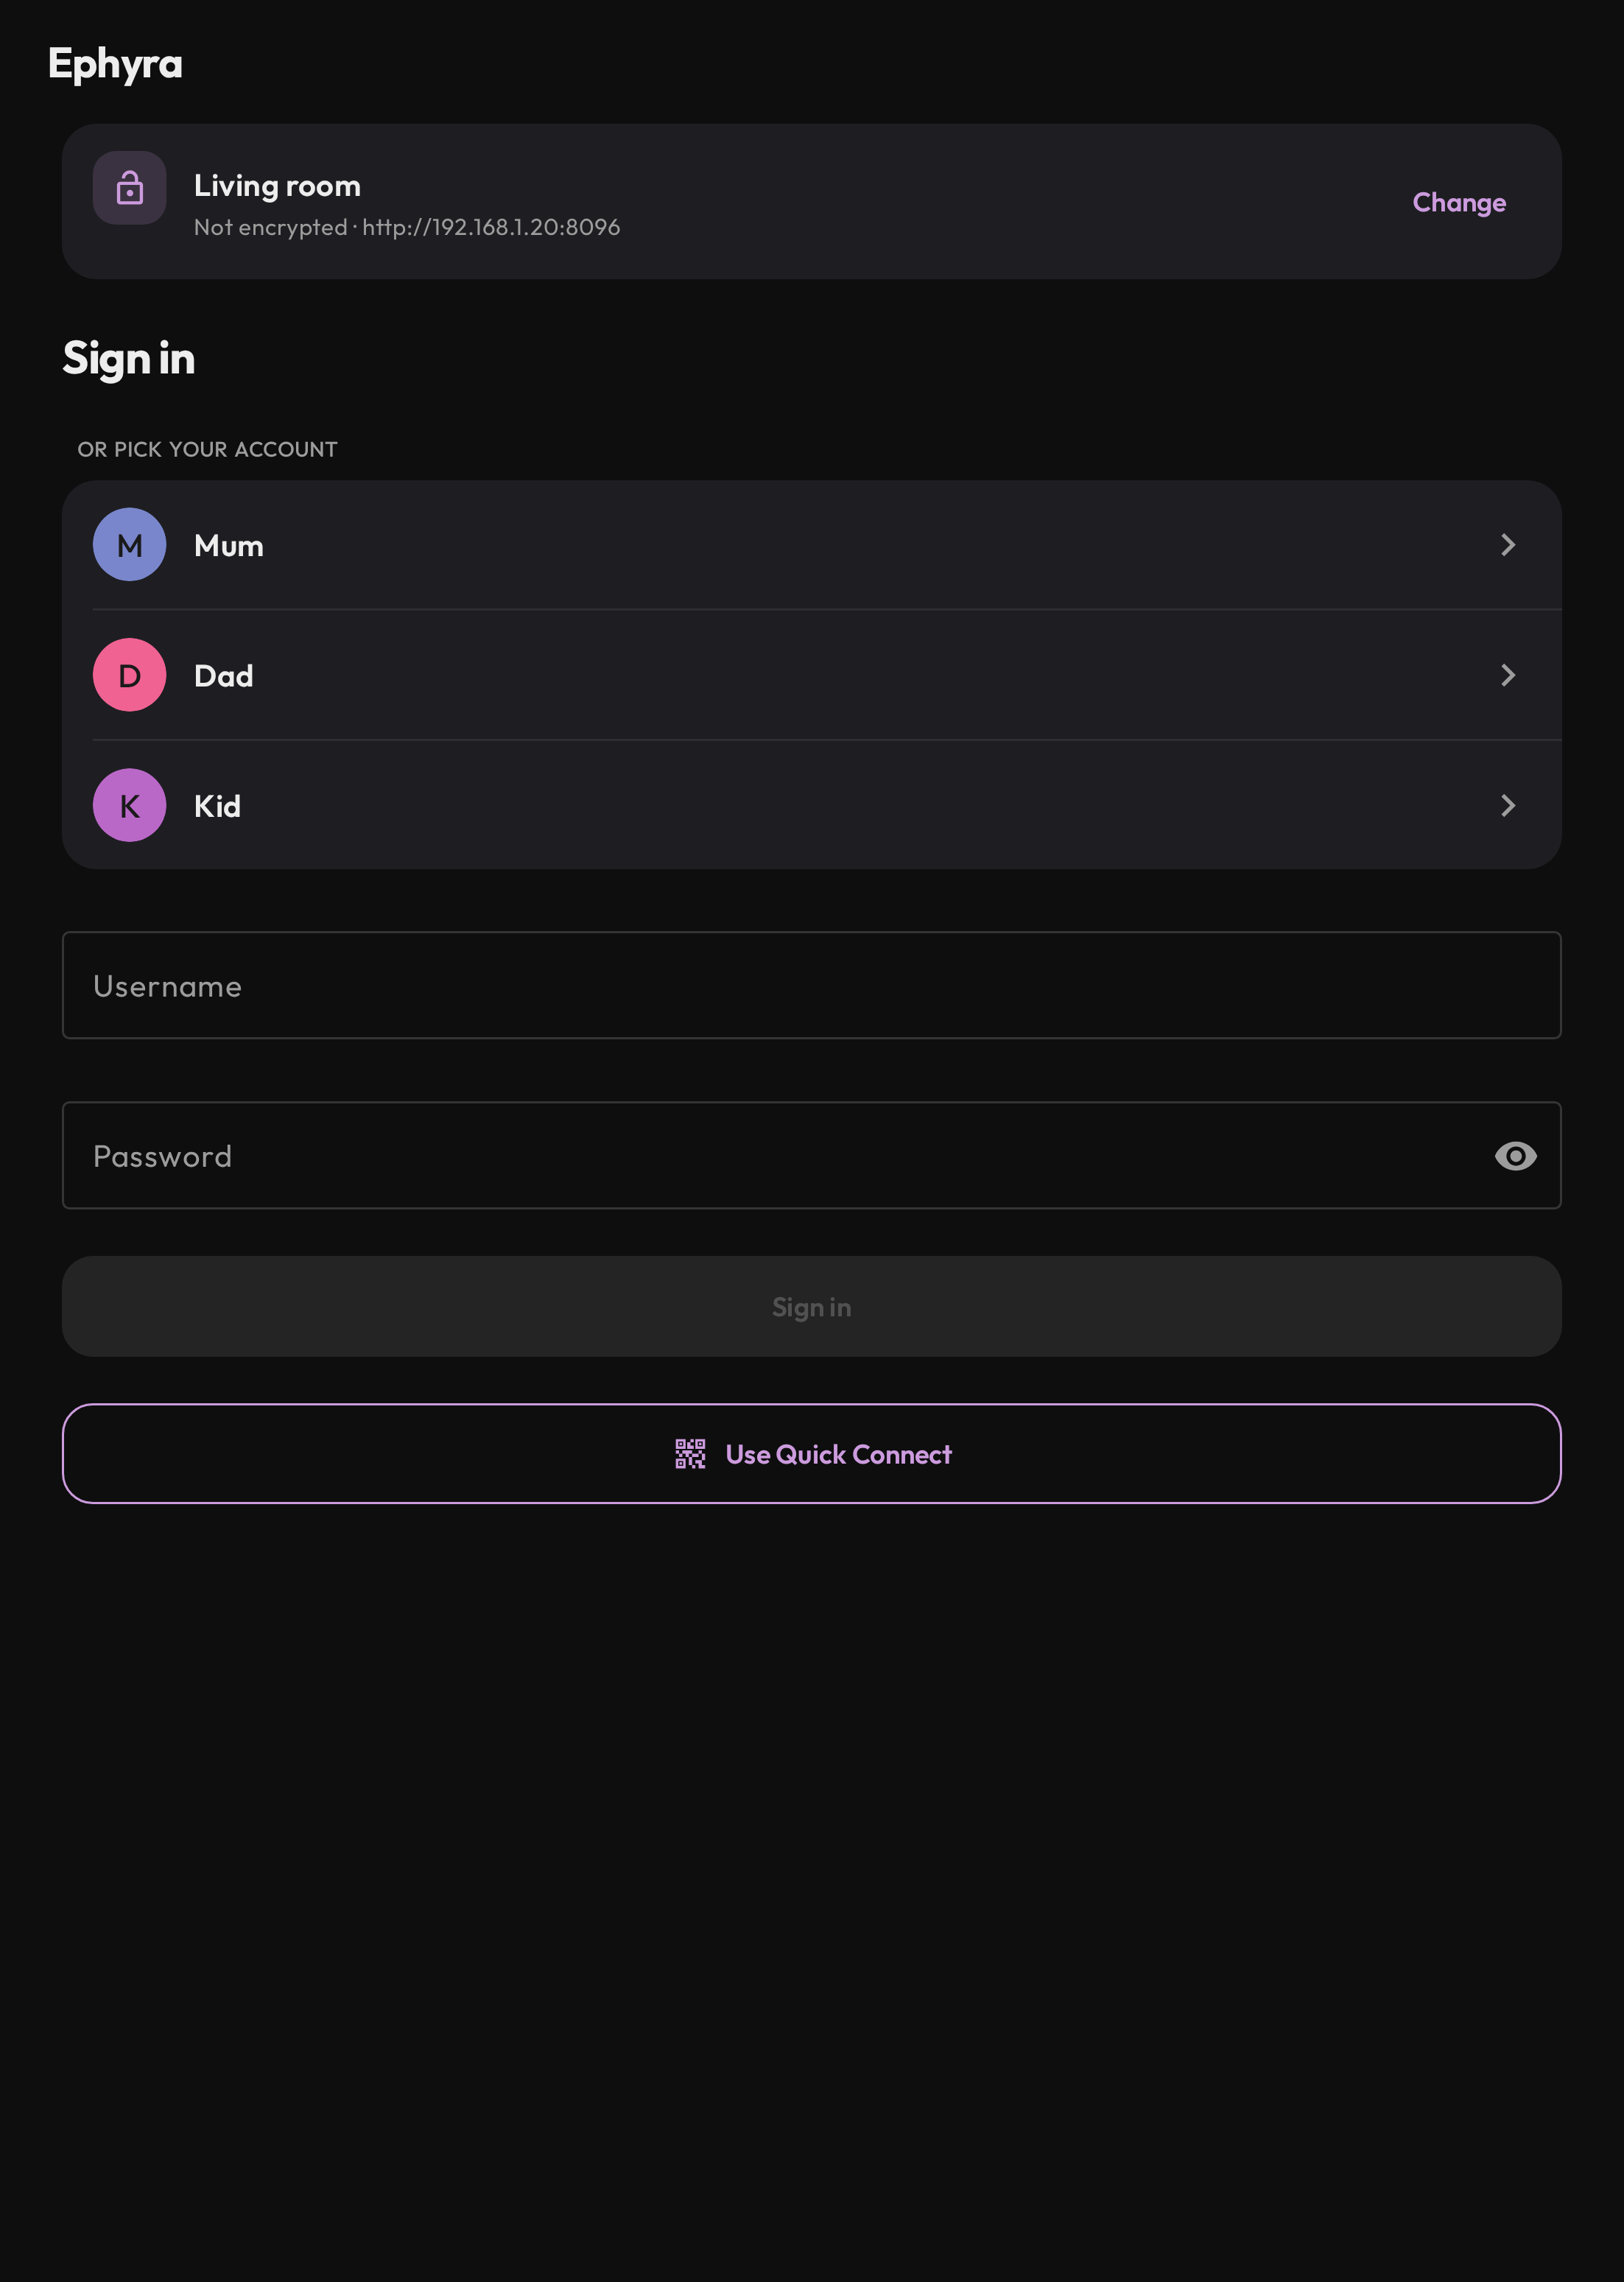 Ephyra
Living room
Not encrypted · http://192.168.1.20:8096
Change
Sign in
OR PICK YOUR ACCOUNT
M
Mum
D
Dad
K
Kid
Username
Password
Sign in
Use Quick Connect